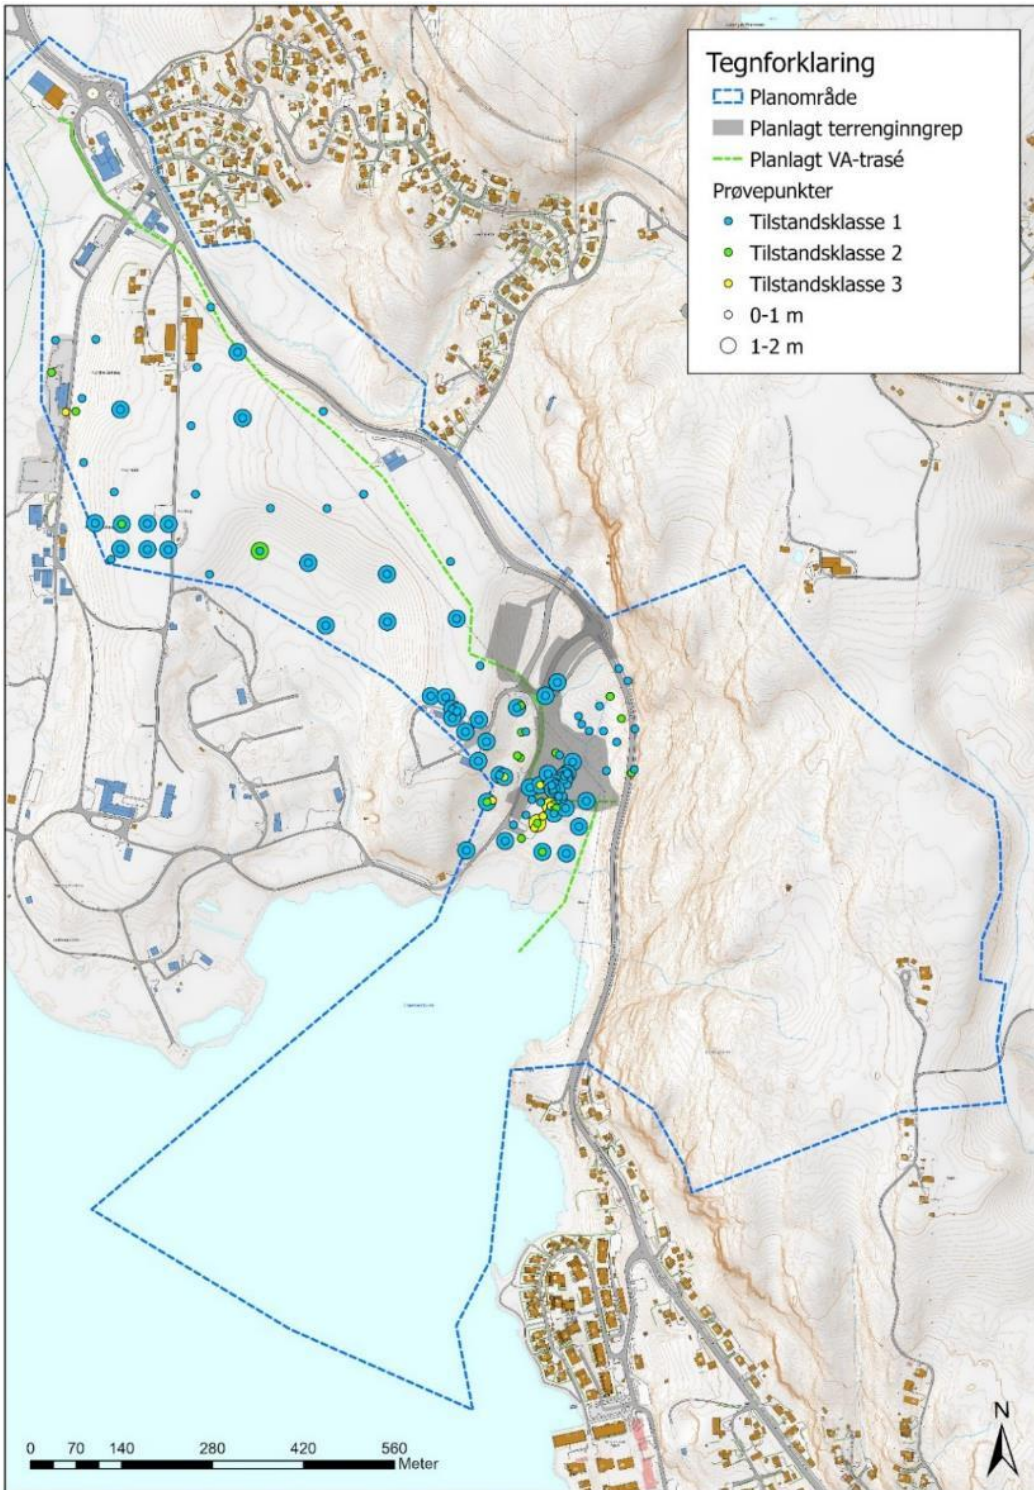 Tegnforklaring
Planområde
Planlagt terrenginngrep
Planlagt VA-trasé
Prøvepunkter
Tilstandsklasse 1
Tilstandsklasse 2
Tilstandsklasse 3
0-1 m
1-2 m
N
0 70 140 280 420 560
Meter